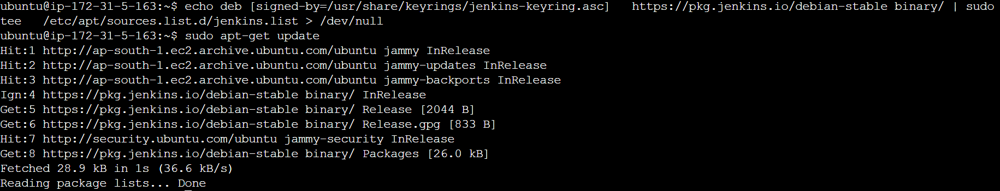 ubuntu@ip-172-31-5-163:~$ echo deb [signed-by=/usr/share/keyrings/jenkins-keyring.asc]   https://pkg.jenkins.io/debian-stable binary/ | sudo
tee   /etc/apt/sources.list.d/jenkins.list > /dev/null
ubuntu@ip-172-31-5-163:~$ sudo apt-get update
Hit:1 http://ap-south-1.ec2.archive.ubuntu.com/ubuntu jammy InRelease
Hit:2 http://ap-south-1.ec2.archive.ubuntu.com/ubuntu jammy-updates InRelease
Hit:3 http://ap-south-1.ec2.archive.ubuntu.com/ubuntu jammy-backports InRelease
Ign:4 https://pkg.jenkins.io/debian-stable binary/ InRelease
Get:5 https://pkg.jenkins.io/debian-stable binary/ Release [2044 B]
Get:6 https://pkg.jenkins.io/debian-stable binary/ Release.gpg [833 B]
Hit:7 http://security.ubuntu.com/ubuntu jammy-security InRelease
Get:8 https://pkg.jenkins.io/debian-stable binary/ Packages [26.0 kB]
Fetched 28.9 kB in 1s (36.6 kB/s)
Reading package lists... Done